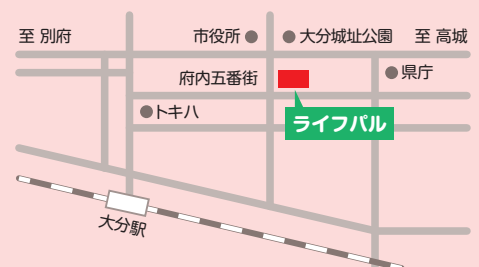 至 別府
市役所
大分城址公園
至 高城
府内五番街
県庁
トキハ
ライフパル
大分駅